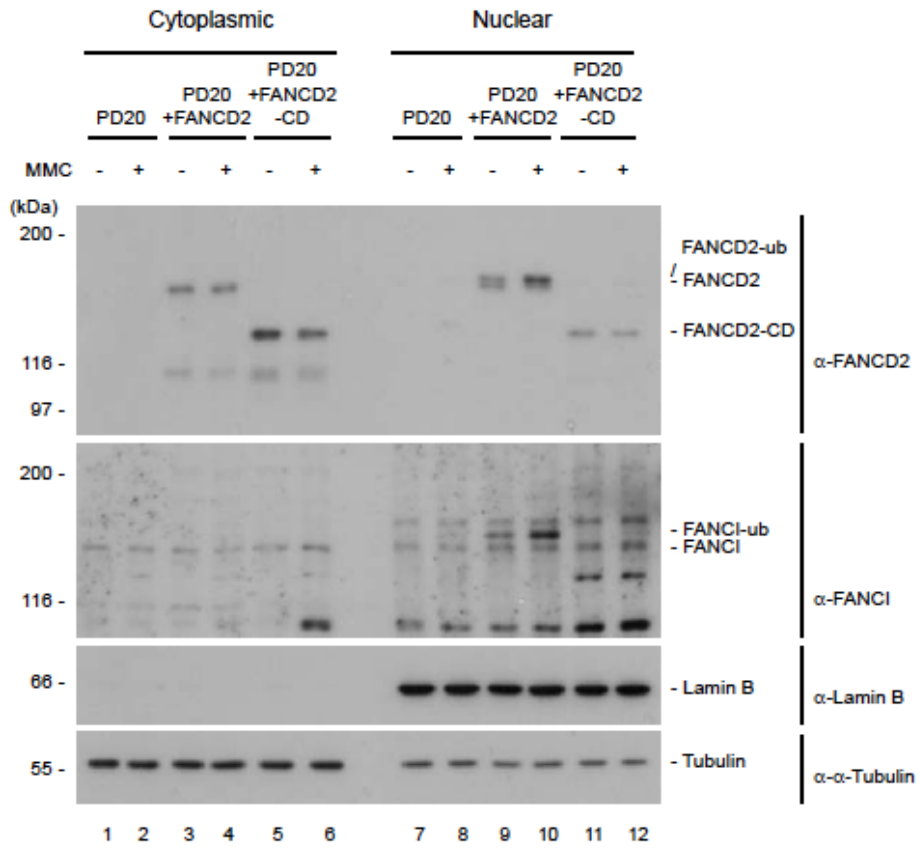 Cytoplasmic Nuclear
PD20 PD20
PD20 +FANCD2 PD20 +FANCD2
PD20 +FANCD2 -CD PD20 +FANCD2 -CD
MMC - + - + - + - + - + - +
(kDa)
200 -
FANCD2-ub
/
- FANCD2
- FANCD2-CD
116 -
α-FANCD2
97 -
200 -
- FANCI-ub
- FANCI
116 -
α-FANCI
66 -
- Lamin B
α-Lamin B
55 -
- Tubulin
α-α-Tubulin
1 2 3 4 5 6 7 8 9 10 11 12